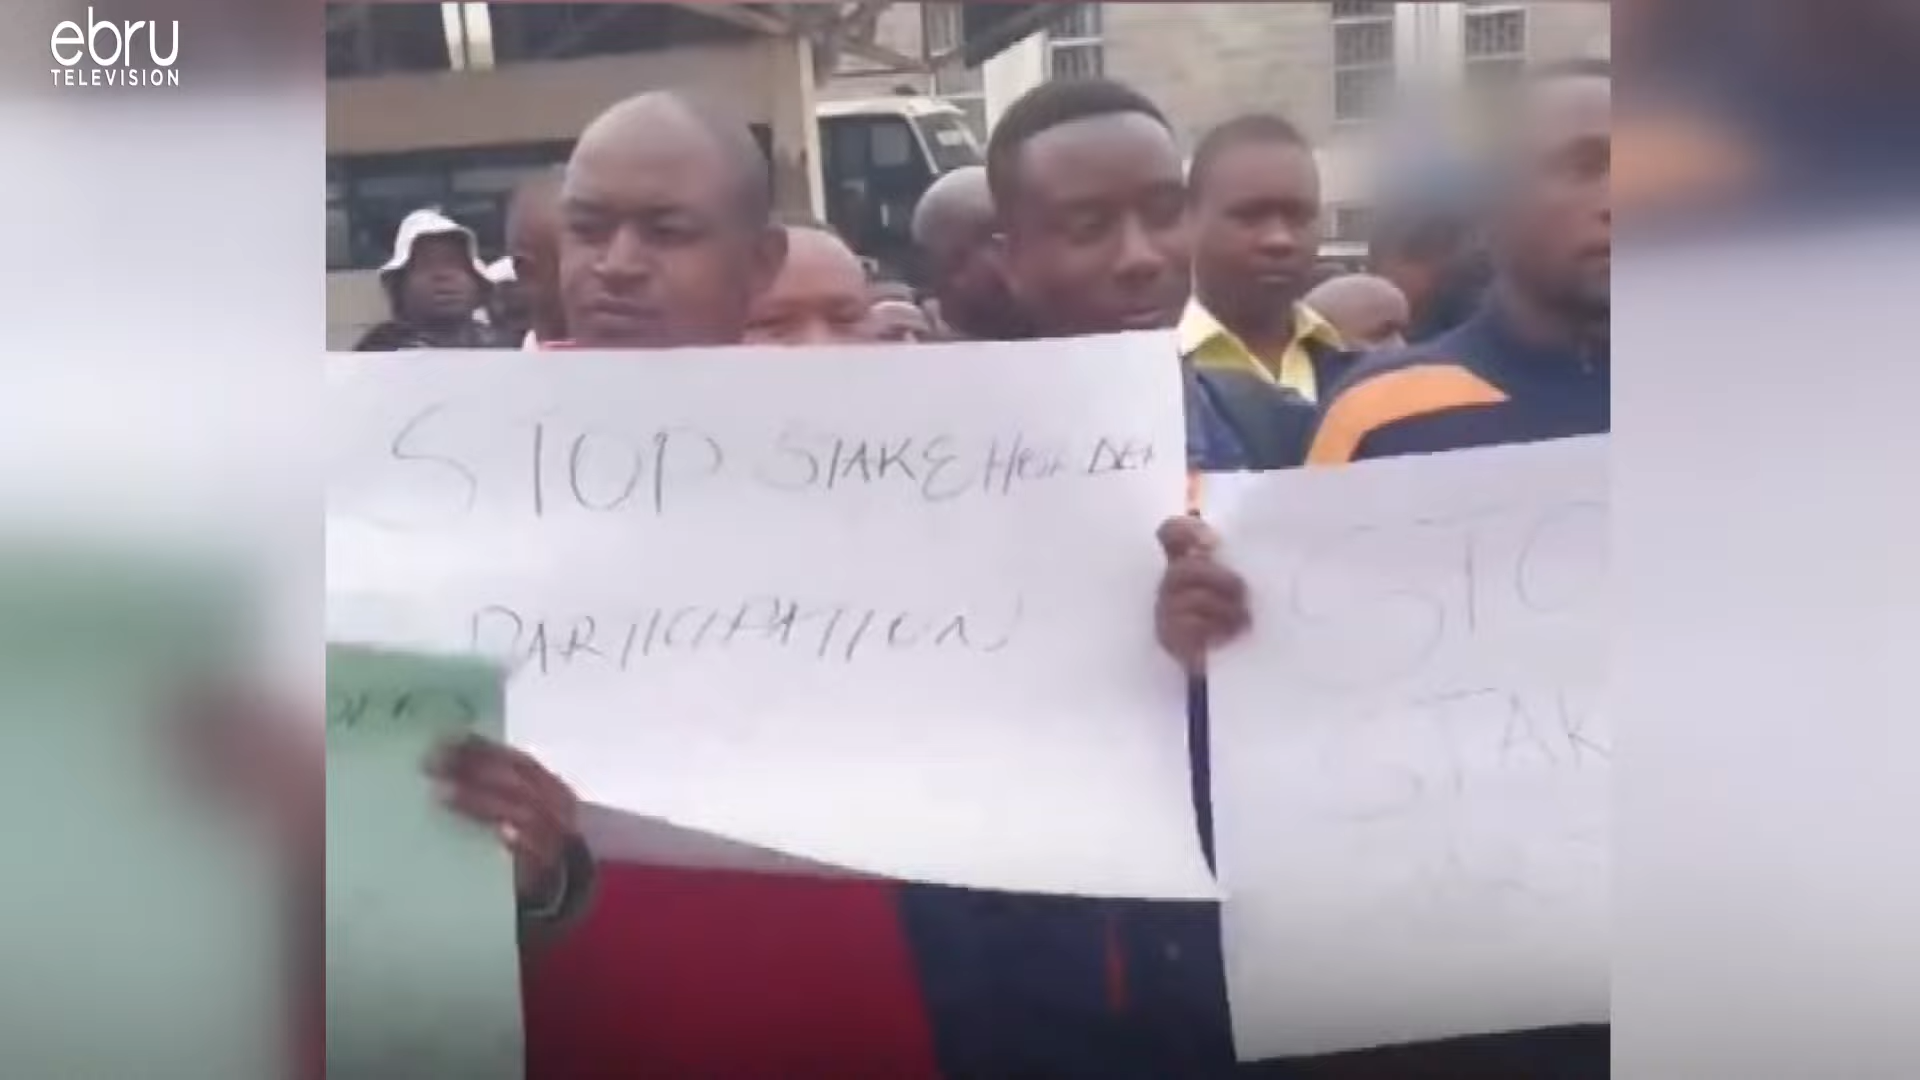 ebru
TELEVISION
STOP STAKEHOLDER
PARTICIPATION
STO
STAK